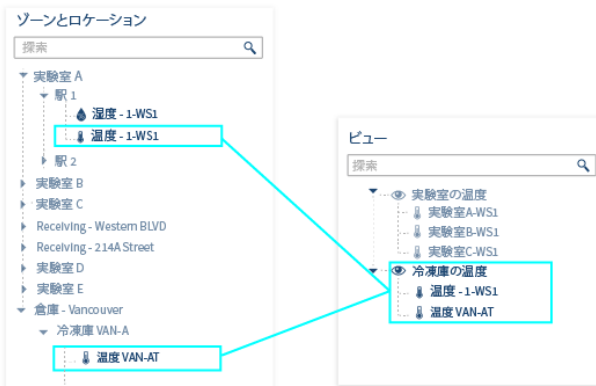 ゾーンとロケーション
探索
実験室 A
駅 1
湿度 - 1-WS1
温度 - 1-WS1
駅 2
実験室 B
実験室 C
Receiving - Western BLVD
Receiving - 214A Street
実験室 D
実験室 E
倉庫 - Vancouver
冷凍庫 VAN-A
温度 VAN-AT
ビュー
探索
実験室の温度
実験室A-WS1
実験室B-WS1
実験室C-WS1
冷凍庫の温度
温度 - 1-WS1
温度 VAN-AT